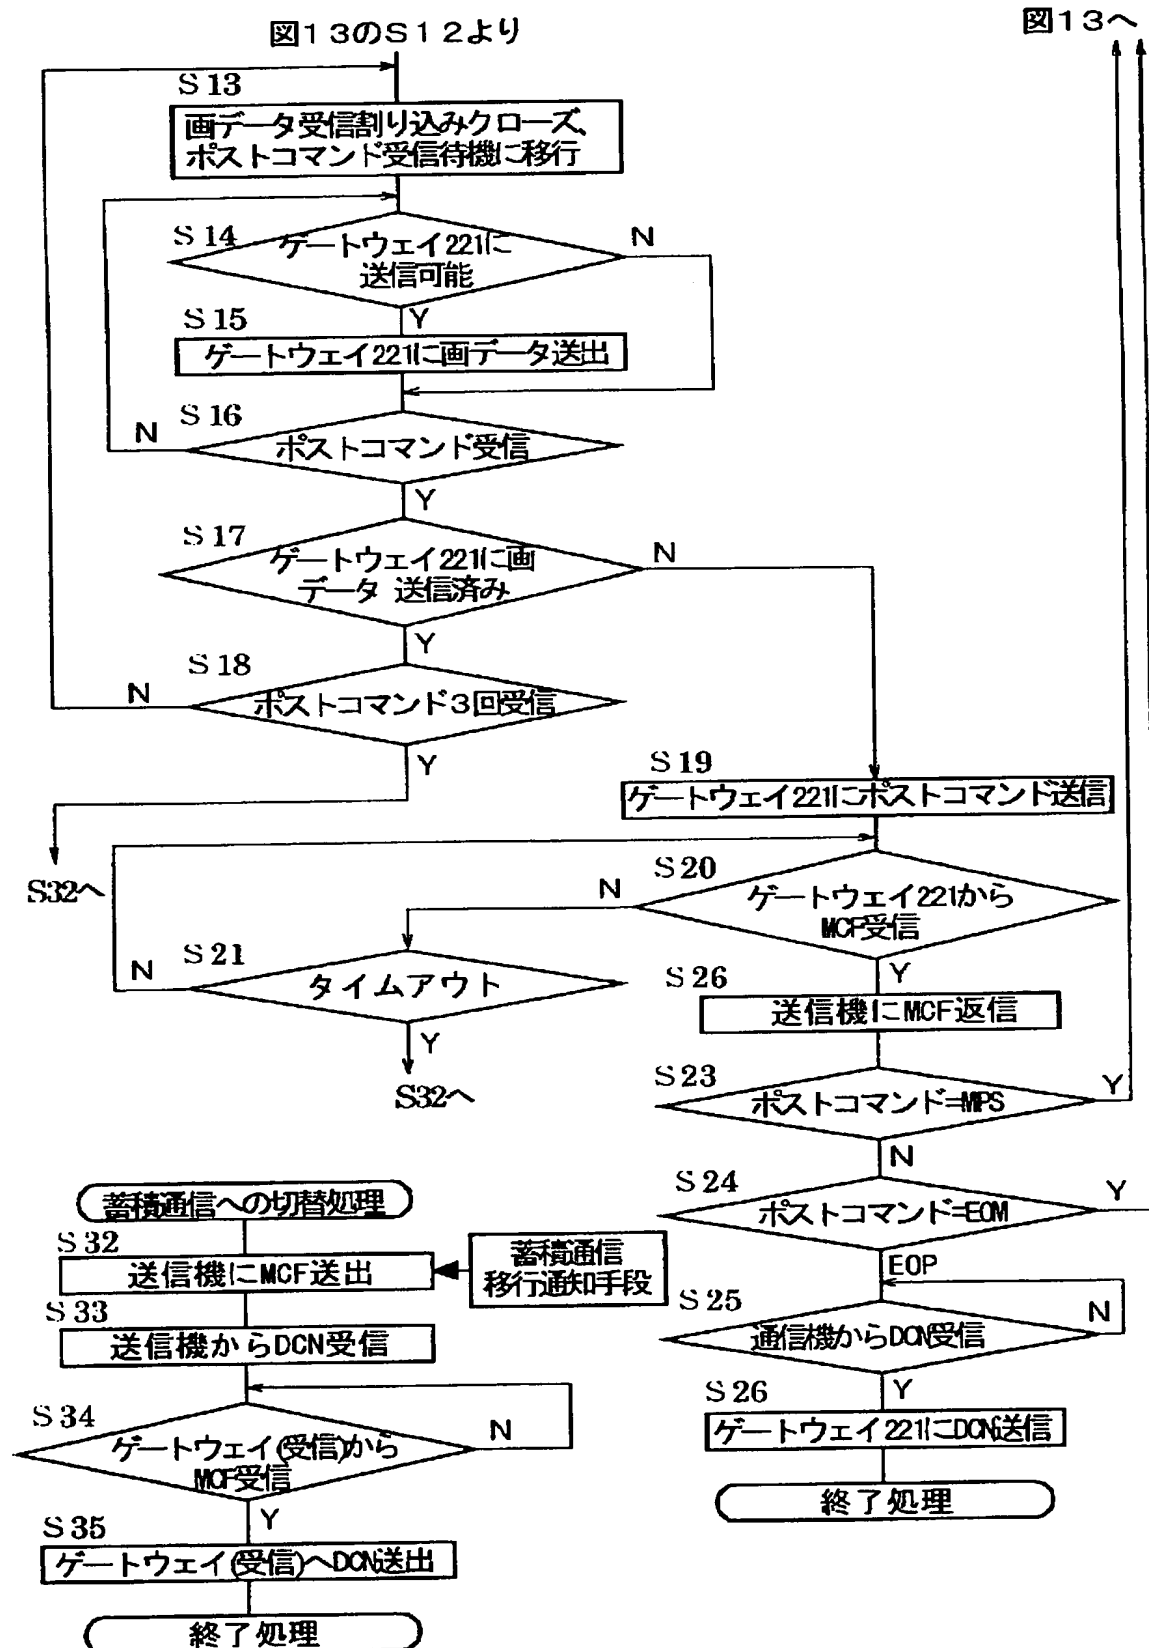 図13のS12より
図13へ
S13
画データ受信割り込みクローズ、
ポストコマンド受信待機に移行
S14
ゲートウェイ221に
送信可能
N
Y
S15
ゲートウェイ221に画データ送出
S16
N
ポストコマンド受信
Y
S17
ゲートウェイ221に画
データ 送信済み
N
Y
S18
N
ポストコマンド3回受信
Y
S32へ
S19
ゲートウェイ221にポストコマンド送信
S20
N
ゲートウェイ221から
MCF受信
Y
S21
N
タイムアウト
Y
S32へ
S26
送信機にMCF返信
S23
ポストコマンド=MPS
Y
N
S24
ポストコマンド=EOM
Y
EOP
S25
通信機からDCN受信
N
Y
S26
ゲートウェイ221にDCN送信
終了処理
蓄積通信への切替処理
S32
送信機にMCF送出
蓄積通信
移行通知手段
S33
送信機からDCN受信
S34
ゲートウェイ(受信)から
MCF受信
N
Y
S35
ゲートウェイ(受信)へDCN送出
終了処理